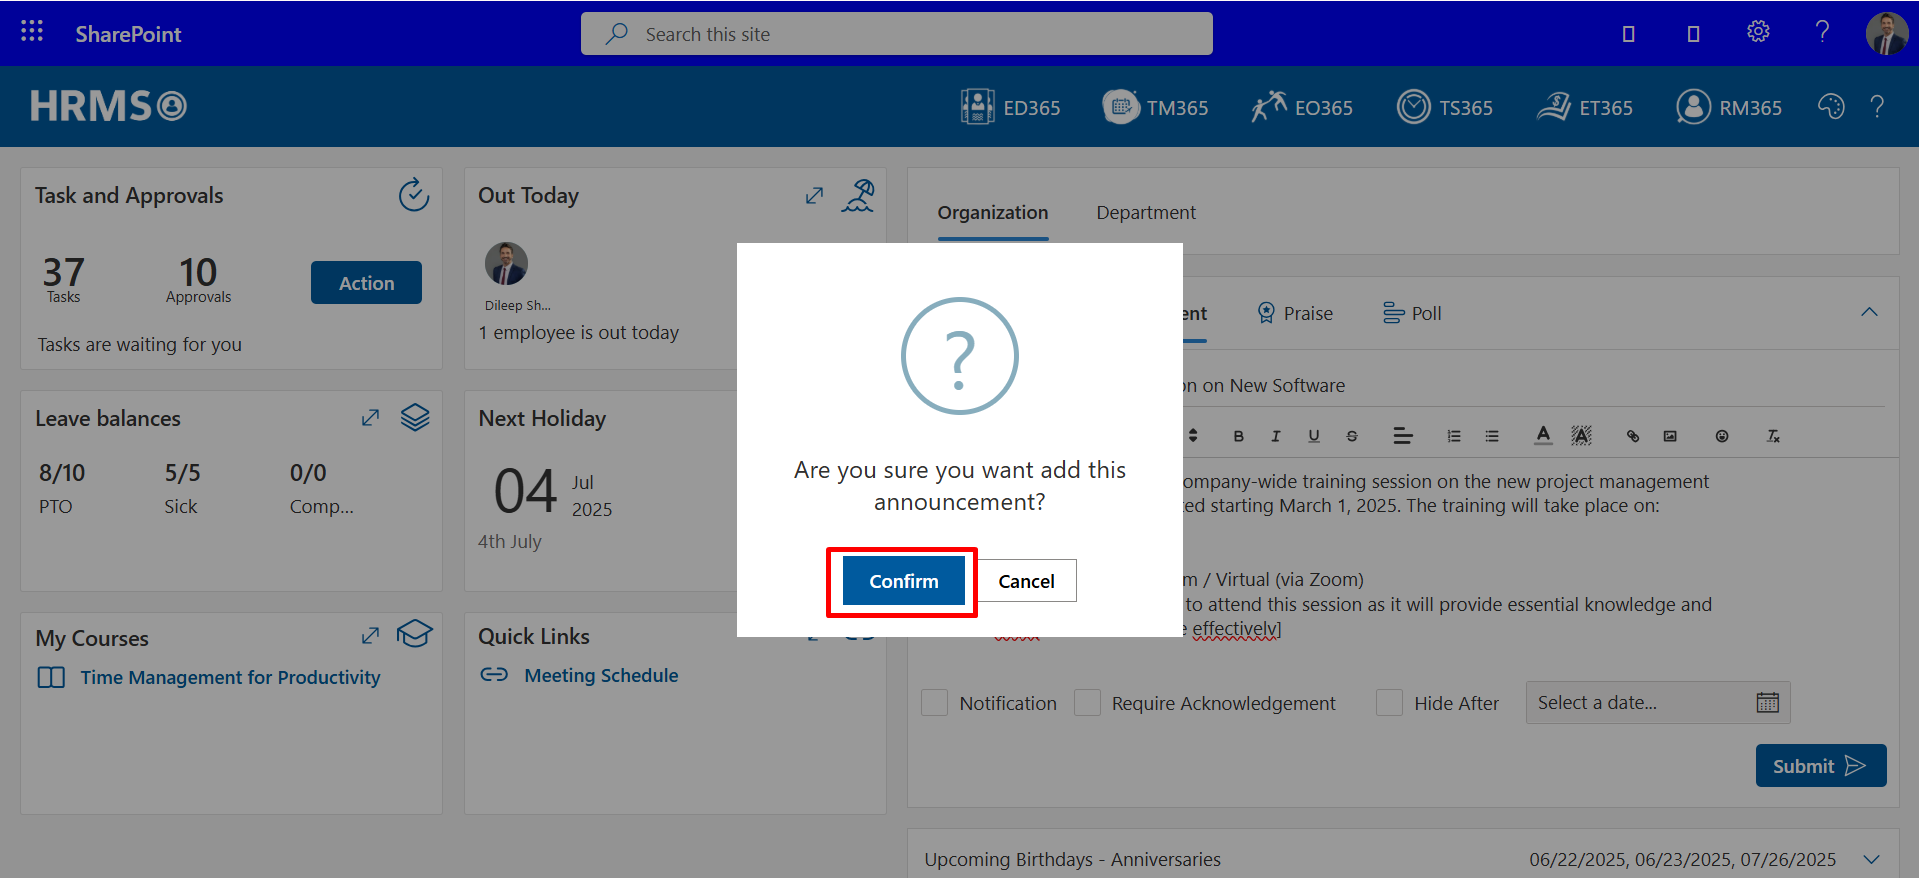 SharePoint
Search this site
HRMS
ED365
TM365
EO365
TS365
ET365
RM365
Task and Approvals
37
Tasks
10
Approvals
Action
Tasks are waiting for you
Out Today
Dileep Sh...
1 employee is out today
Organization
Department
ent
Praise
Poll
on on New Software
Leave balances
8/10
PTO
5/5
Sick
0/0
Comp...
Next Holiday
04
Jul
2025
4th July
Are you sure you want add this
announcement?
Confirm
Cancel
ompany-wide training session on the new project management
ed starting March 1, 2025. The training will take place on:
m / Virtual (via Zoom)
to attend this session as it will provide essential knowledge and
e effectively]
My Courses
Time Management for Productivity
Quick Links
Meeting Schedule
Notification
Require Acknowledgement
Hide After
Select a date...
Submit
Upcoming Birthdays - Anniversaries
06/22/2025, 06/23/2025, 07/26/2025